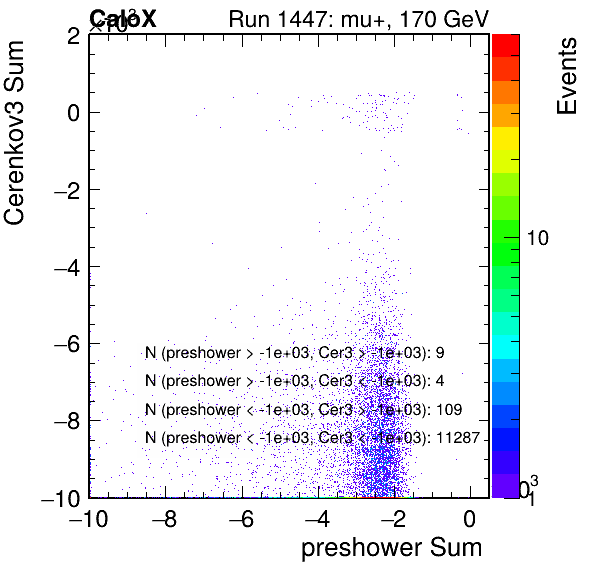 CaloX
×10³
Run 1447: mu+, 170 GeV
Cerenkov3 Sum
Events
2
0
−2
−4
−6
−8
−10
N (preshower > -1e+03, Cer3 > -1e+03): 9
N (preshower > -1e+03, Cer3 < -1e+03): 4
N (preshower < -1e+03, Cer3 > -1e+03): 109
N (preshower < -1e+03, Cer3 < -1e+03): 11287
10
1
−10 −8 −6 −4 −2 0
preshower Sum